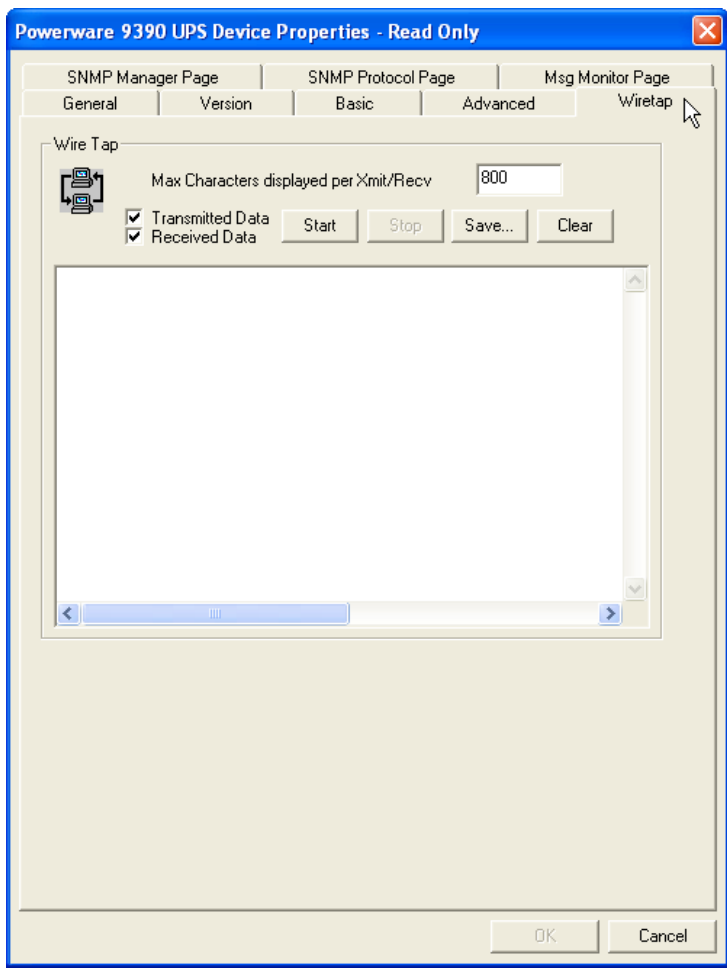 Powerware 9390 UPS Device Properties - Read Only
SNMP Manager Page SNMP Protocol Page Msg Monitor Page
General Version Basic Advanced Wiretap
Wire Tap
Max Characters displayed per Xmit/Recv 800
Transmitted Data
Received Data
Start Stop Save... Clear
OK Cancel